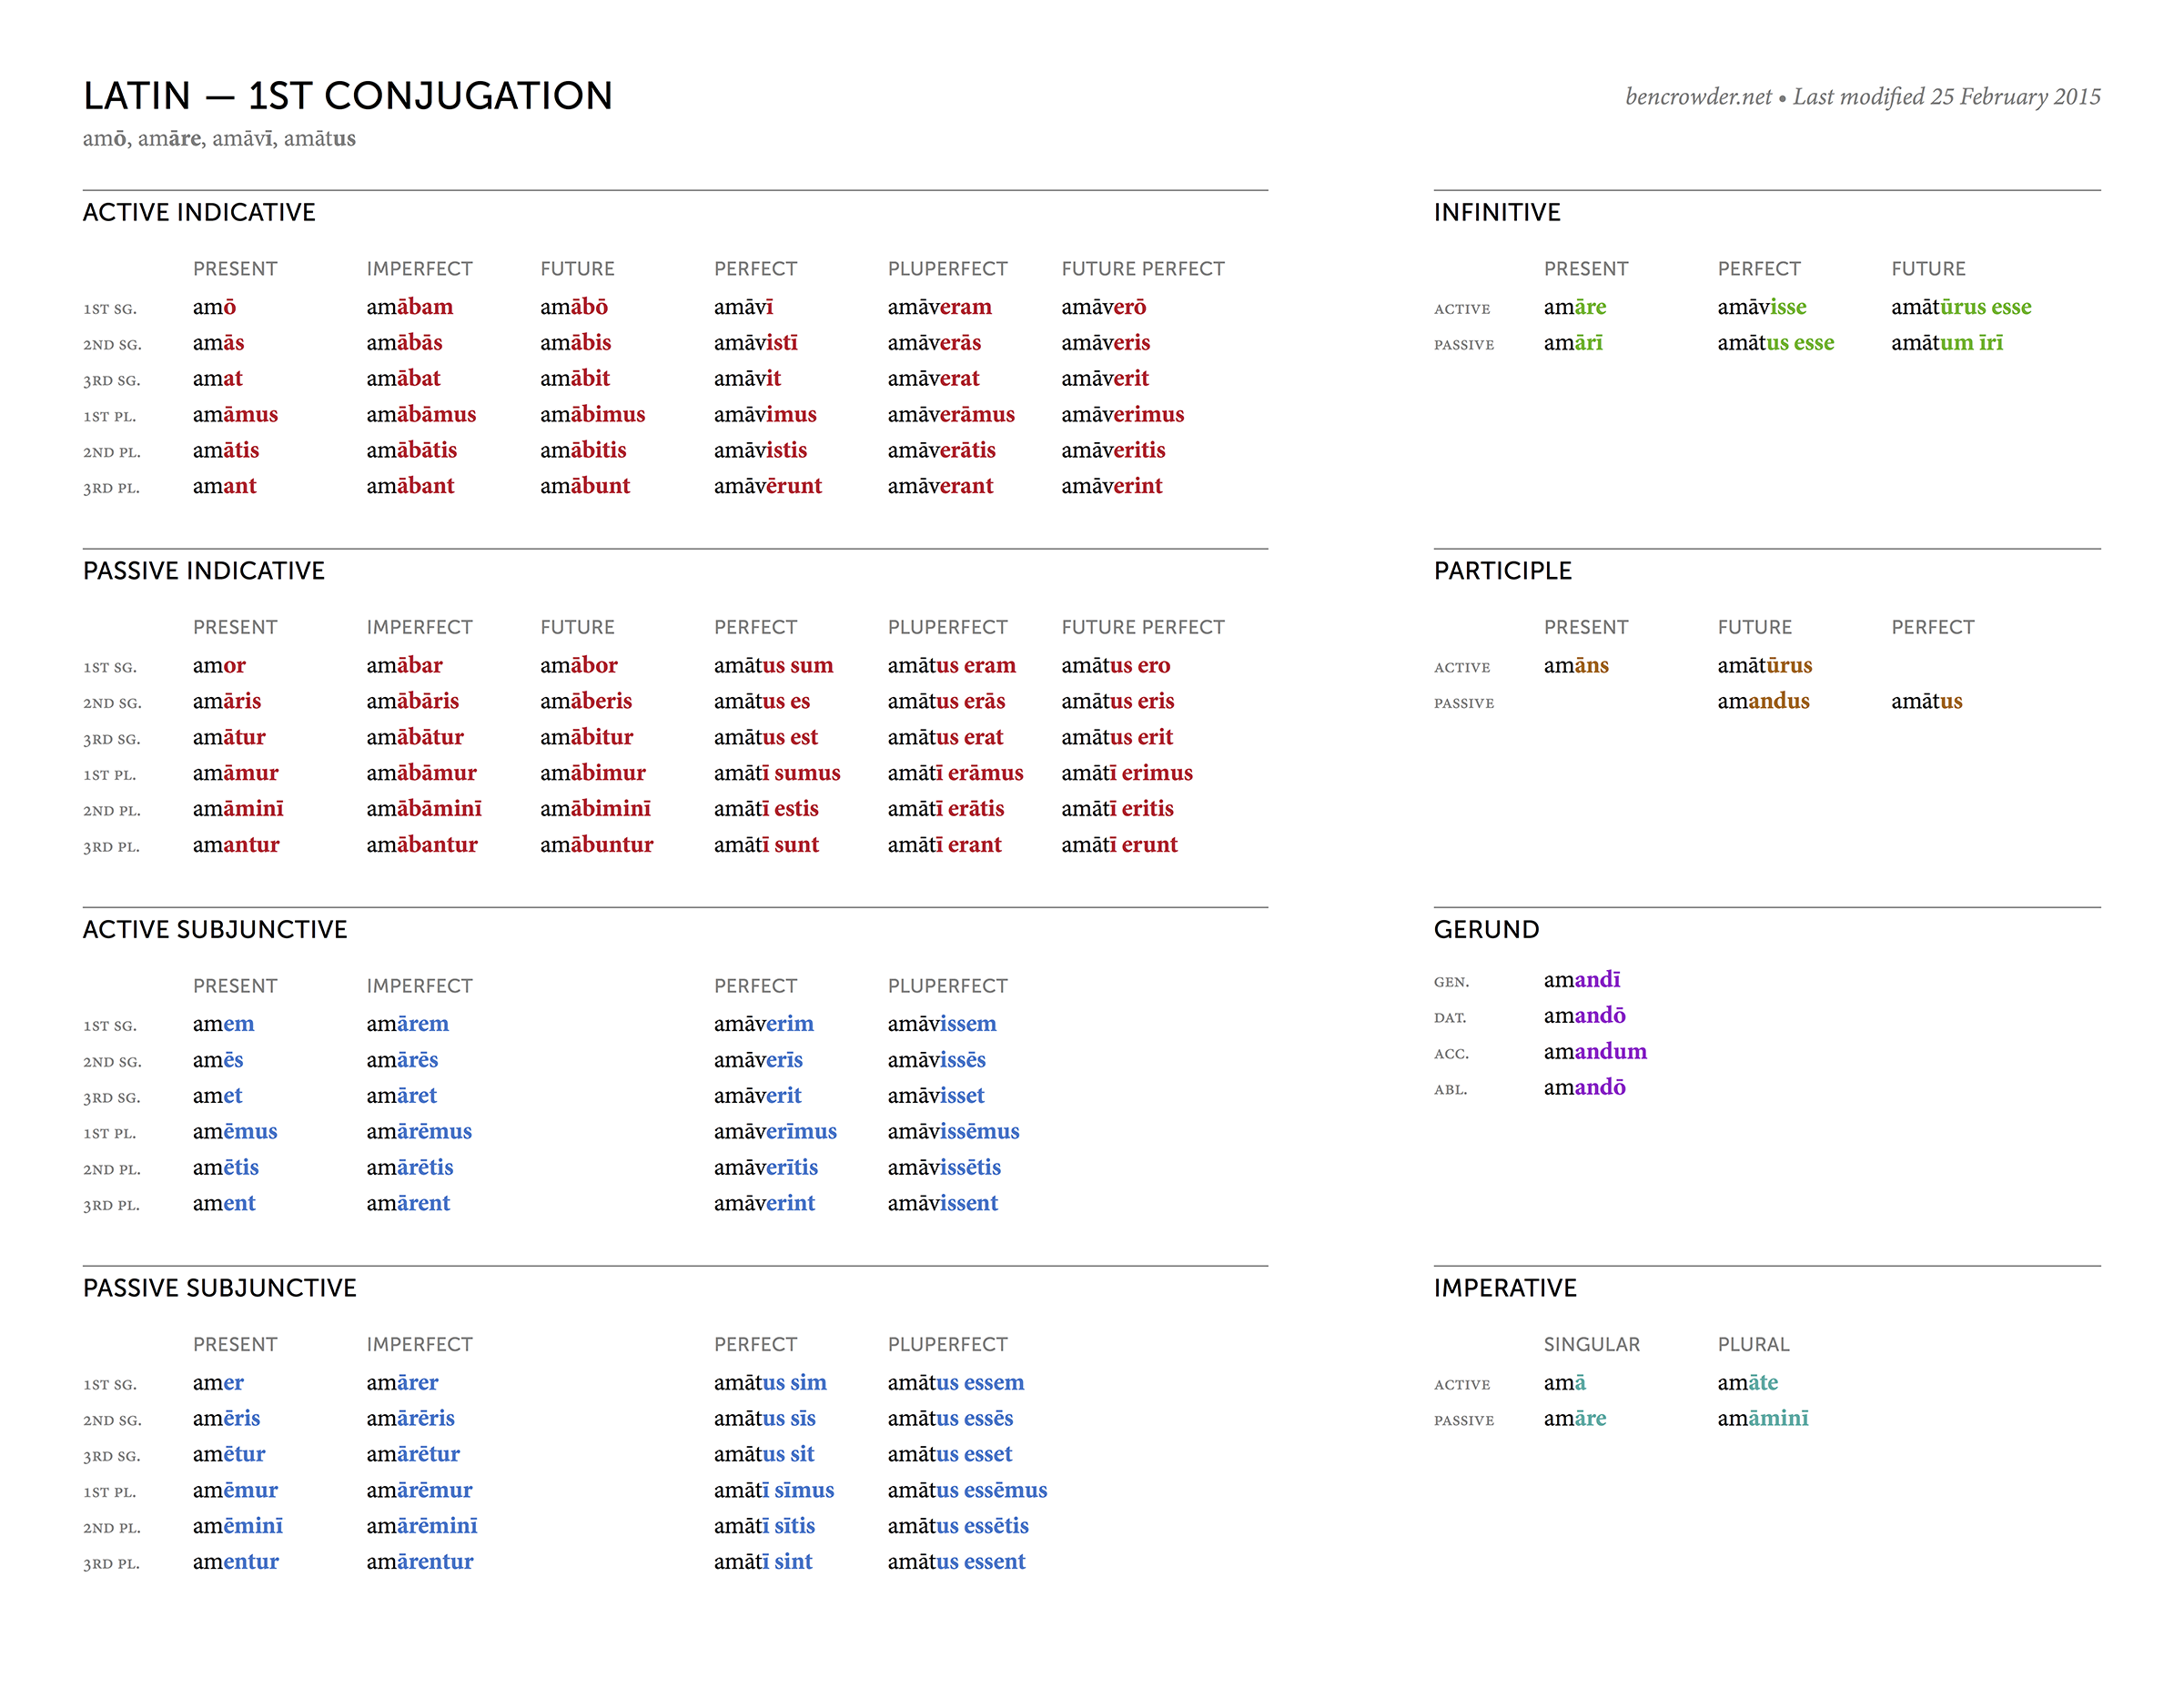 LATIN — 1ST CONJUGATION
bencrowder.net • Last modified 25 February 2015
amō, amāre, amāvī, amātus
ACTIVE INDICATIVE
PRESENT IMPERFECT FUTURE PERFECT PLUPERFECT FUTURE PERFECT
1ST SG. amō amābam amābō amāvī amāveram amāverō
2ND SG. amās amābās amābis amāvistī amāverās amāveris
3RD SG. amat amābat amābit amāvit amāverat amāverit
1ST PL. amāmus amābāmus amābimus amāvimus amāverāmus amāverimus
2ND PL. amātis amābātis amābitis amāvistis amāverātis amāveritis
3RD PL. amant amābant amābunt amāvērunt amāverant amāverint
INFINITIVE
PRESENT PERFECT FUTURE
ACTIVE amāre amāvisse amātūrus esse
PASSIVE amārī amātus esse amātum īrī
PASSIVE INDICATIVE
PRESENT IMPERFECT FUTURE PERFECT PLUPERFECT FUTURE PERFECT
1ST SG. amor amābar amābor amātus sum amātus eram amātus ero
2ND SG. amāris amābāris amāberis amātus es amātus erās amātus eris
3RD SG. amātur amābātur amābitur amātus est amātus erat amātus erit
1ST PL. amāmur amābāmur amābimur amātī sumus amātī erāmus amātī erimus
2ND PL. amāminī amābāminī amābiminī amātī estis amātī erātis amātī eritis
3RD PL. amantur amābantur amābuntur amātī sunt amātī erant amātī erunt
PARTICIPLE
PRESENT FUTURE PERFECT
ACTIVE amāns amātūrus
PASSIVE amandus amātus
ACTIVE SUBJUNCTIVE
PRESENT IMPERFECT PERFECT PLUPERFECT
1ST SG. amem amārem amāverim amāvissem
2ND SG. amēs amārēs amāverīs amāvissēs
3RD SG. amet amāret amāverit amāvisset
1ST PL. amēmus amārēmus amāverīmus amāvissēmus
2ND PL. amētis amārētis amāverītis amāvissētis
3RD PL. ament amārent amāverint amāvissent
GERUND
GEN. amandī
DAT. amandō
ACC. amandum
ABL. amandō
PASSIVE SUBJUNCTIVE
PRESENT IMPERFECT PERFECT PLUPERFECT
1ST SG. amer amārer amātus sim amātus essem
2ND SG. amēris amārēris amātus sīs amātus essēs
3RD SG. amētur amārētur amātus sit amātus esset
1ST PL. amēmur amārēmur amātī sīmus amātus essēmus
2ND PL. amēminī amārēminī amātī sītis amātus essētis
3RD PL. amentur amārentur amātī sint amātus essent
IMPERATIVE
SINGULAR PLURAL
ACTIVE amā amāte
PASSIVE amāre amāminī